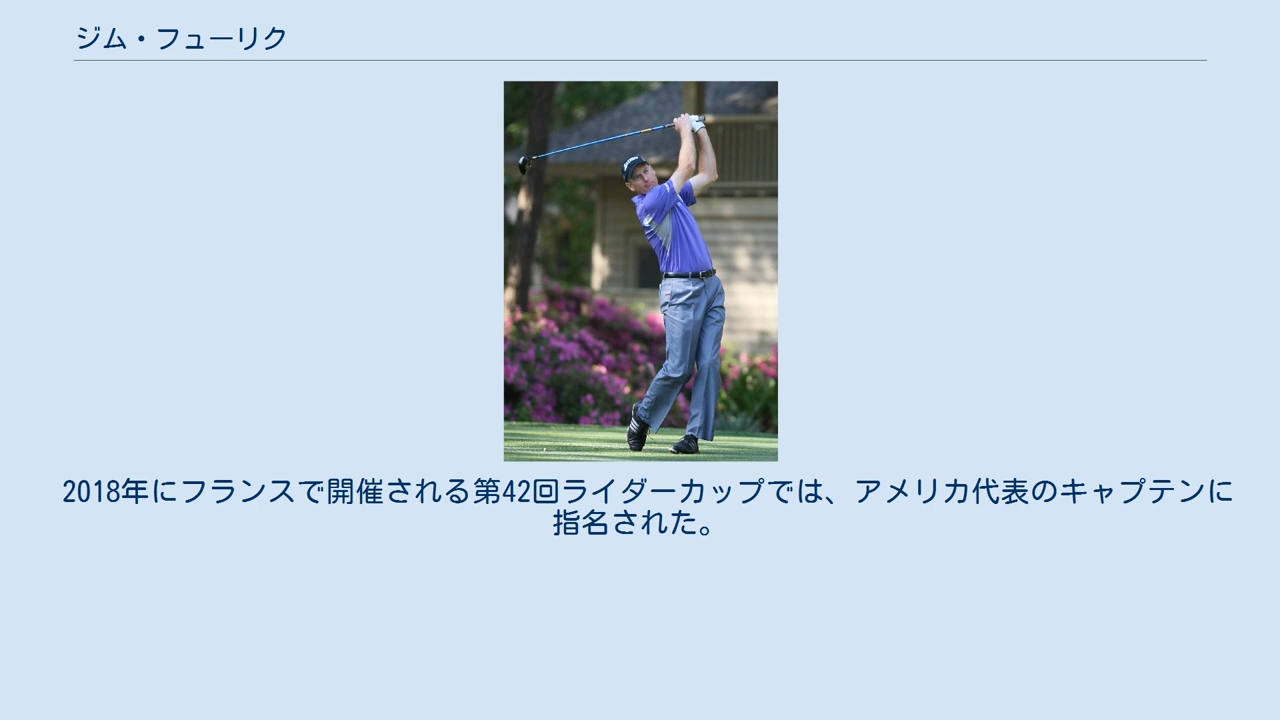 ジム・フューリク
2018年にフランスで開催される第42回ライダーカップでは、アメリカ代表のキャプテンに
指名された。